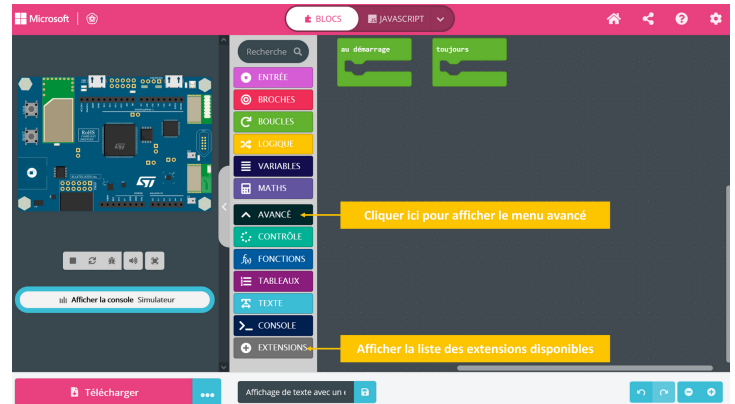 Microsoft
BLOCS
JAVASCRIPT
Recherche
au démarrage
toujours
ENTRÉE
BROCHES
BOUCLES
LOGIQUE
VARIABLES
MATHS
AVANCÉ
Cliquer ici pour afficher le menu avancé
CONTRÔLE
FONCTIONS
TABLEAUX
TEXTE
CONSOLE
EXTENSIONS
Afficher la liste des extensions disponibles
RoHS
Afficher la console Simulateur
Télécharger
Affichage de texte avec un